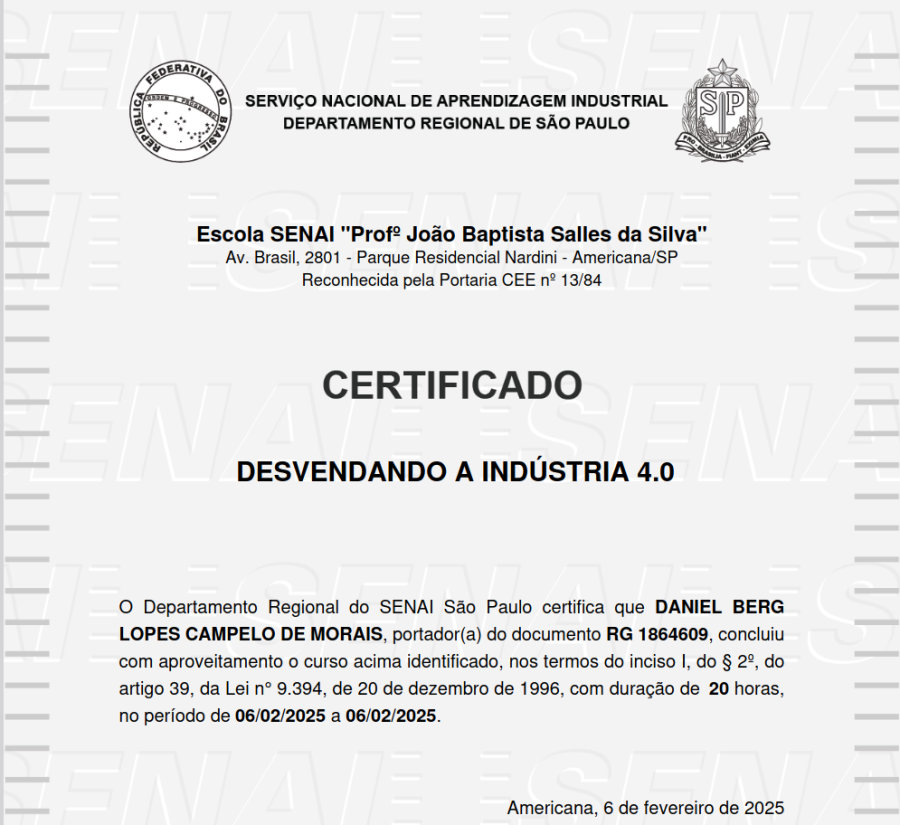 REPÚBLICA FEDERATIVA DO BRASIL
ORDEM E PROGRESSO
SERVIÇO NACIONAL DE APRENDIZAGEM INDUSTRIAL
DEPARTAMENTO REGIONAL DE SÃO PAULO
SP
PRO · BRASILIA · FIANT · EXIMIA
Escola SENAI "Profº João Baptista Salles da Silva"
Av. Brasil, 2801 - Parque Residencial Nardini - Americana/SP
Reconhecida pela Portaria CEE nº 13/84
CERTIFICADO
DESVENDANDO A INDÚSTRIA 4.0
O Departamento Regional do SENAI São Paulo certifica que DANIEL BERG
LOPES CAMPELO DE MORAIS, portador(a) do documento RG 1864609, concluiu
com aproveitamento o curso acima identificado, nos termos do inciso I, do § 2º, do
artigo 39, da Lei n° 9.394, de 20 de dezembro de 1996, com duração de 20 horas,
no período de 06/02/2025 a 06/02/2025.
Americana, 6 de fevereiro de 2025